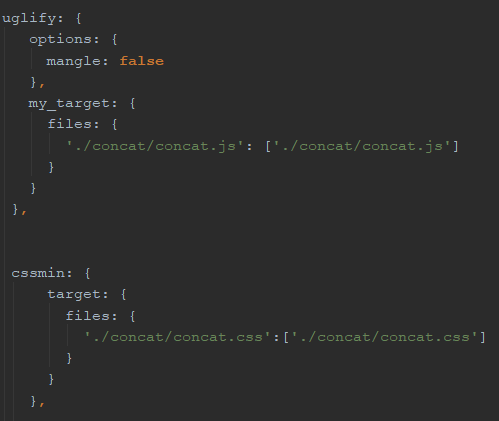 uglify: {
options: {
mangle: false
},
my_target: {
files: {
'./concat/concat.js': ['./concat/concat.js']
}
}
},
cssmin: {
target: {
files: {
'./concat/concat.css':['./concat/concat.css']
}
}
},